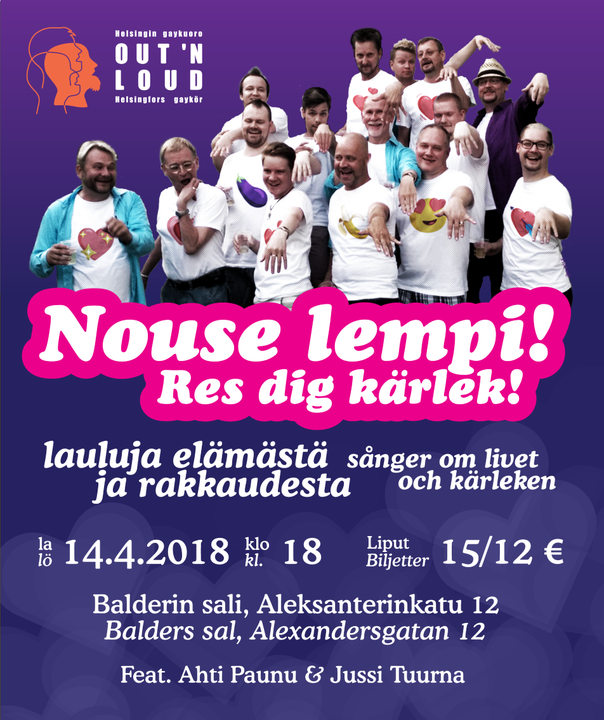 Helsingin gaykuoro
OUT'N
LOUD
Helsingfors gaykör
Nouse lempi!
Res dig kärlek!
lauluja elämästä
ja rakkaudesta
sånger om livet
och kärleken
la
lö
14.4.2018
klo
kl.
18
Liput
Biljetter
15/12 €
Balderin sali, Aleksanterinkatu 12
Balders sal, Alexandersgatan 12
Feat. Ahti Paunu & Jussi Tuurna